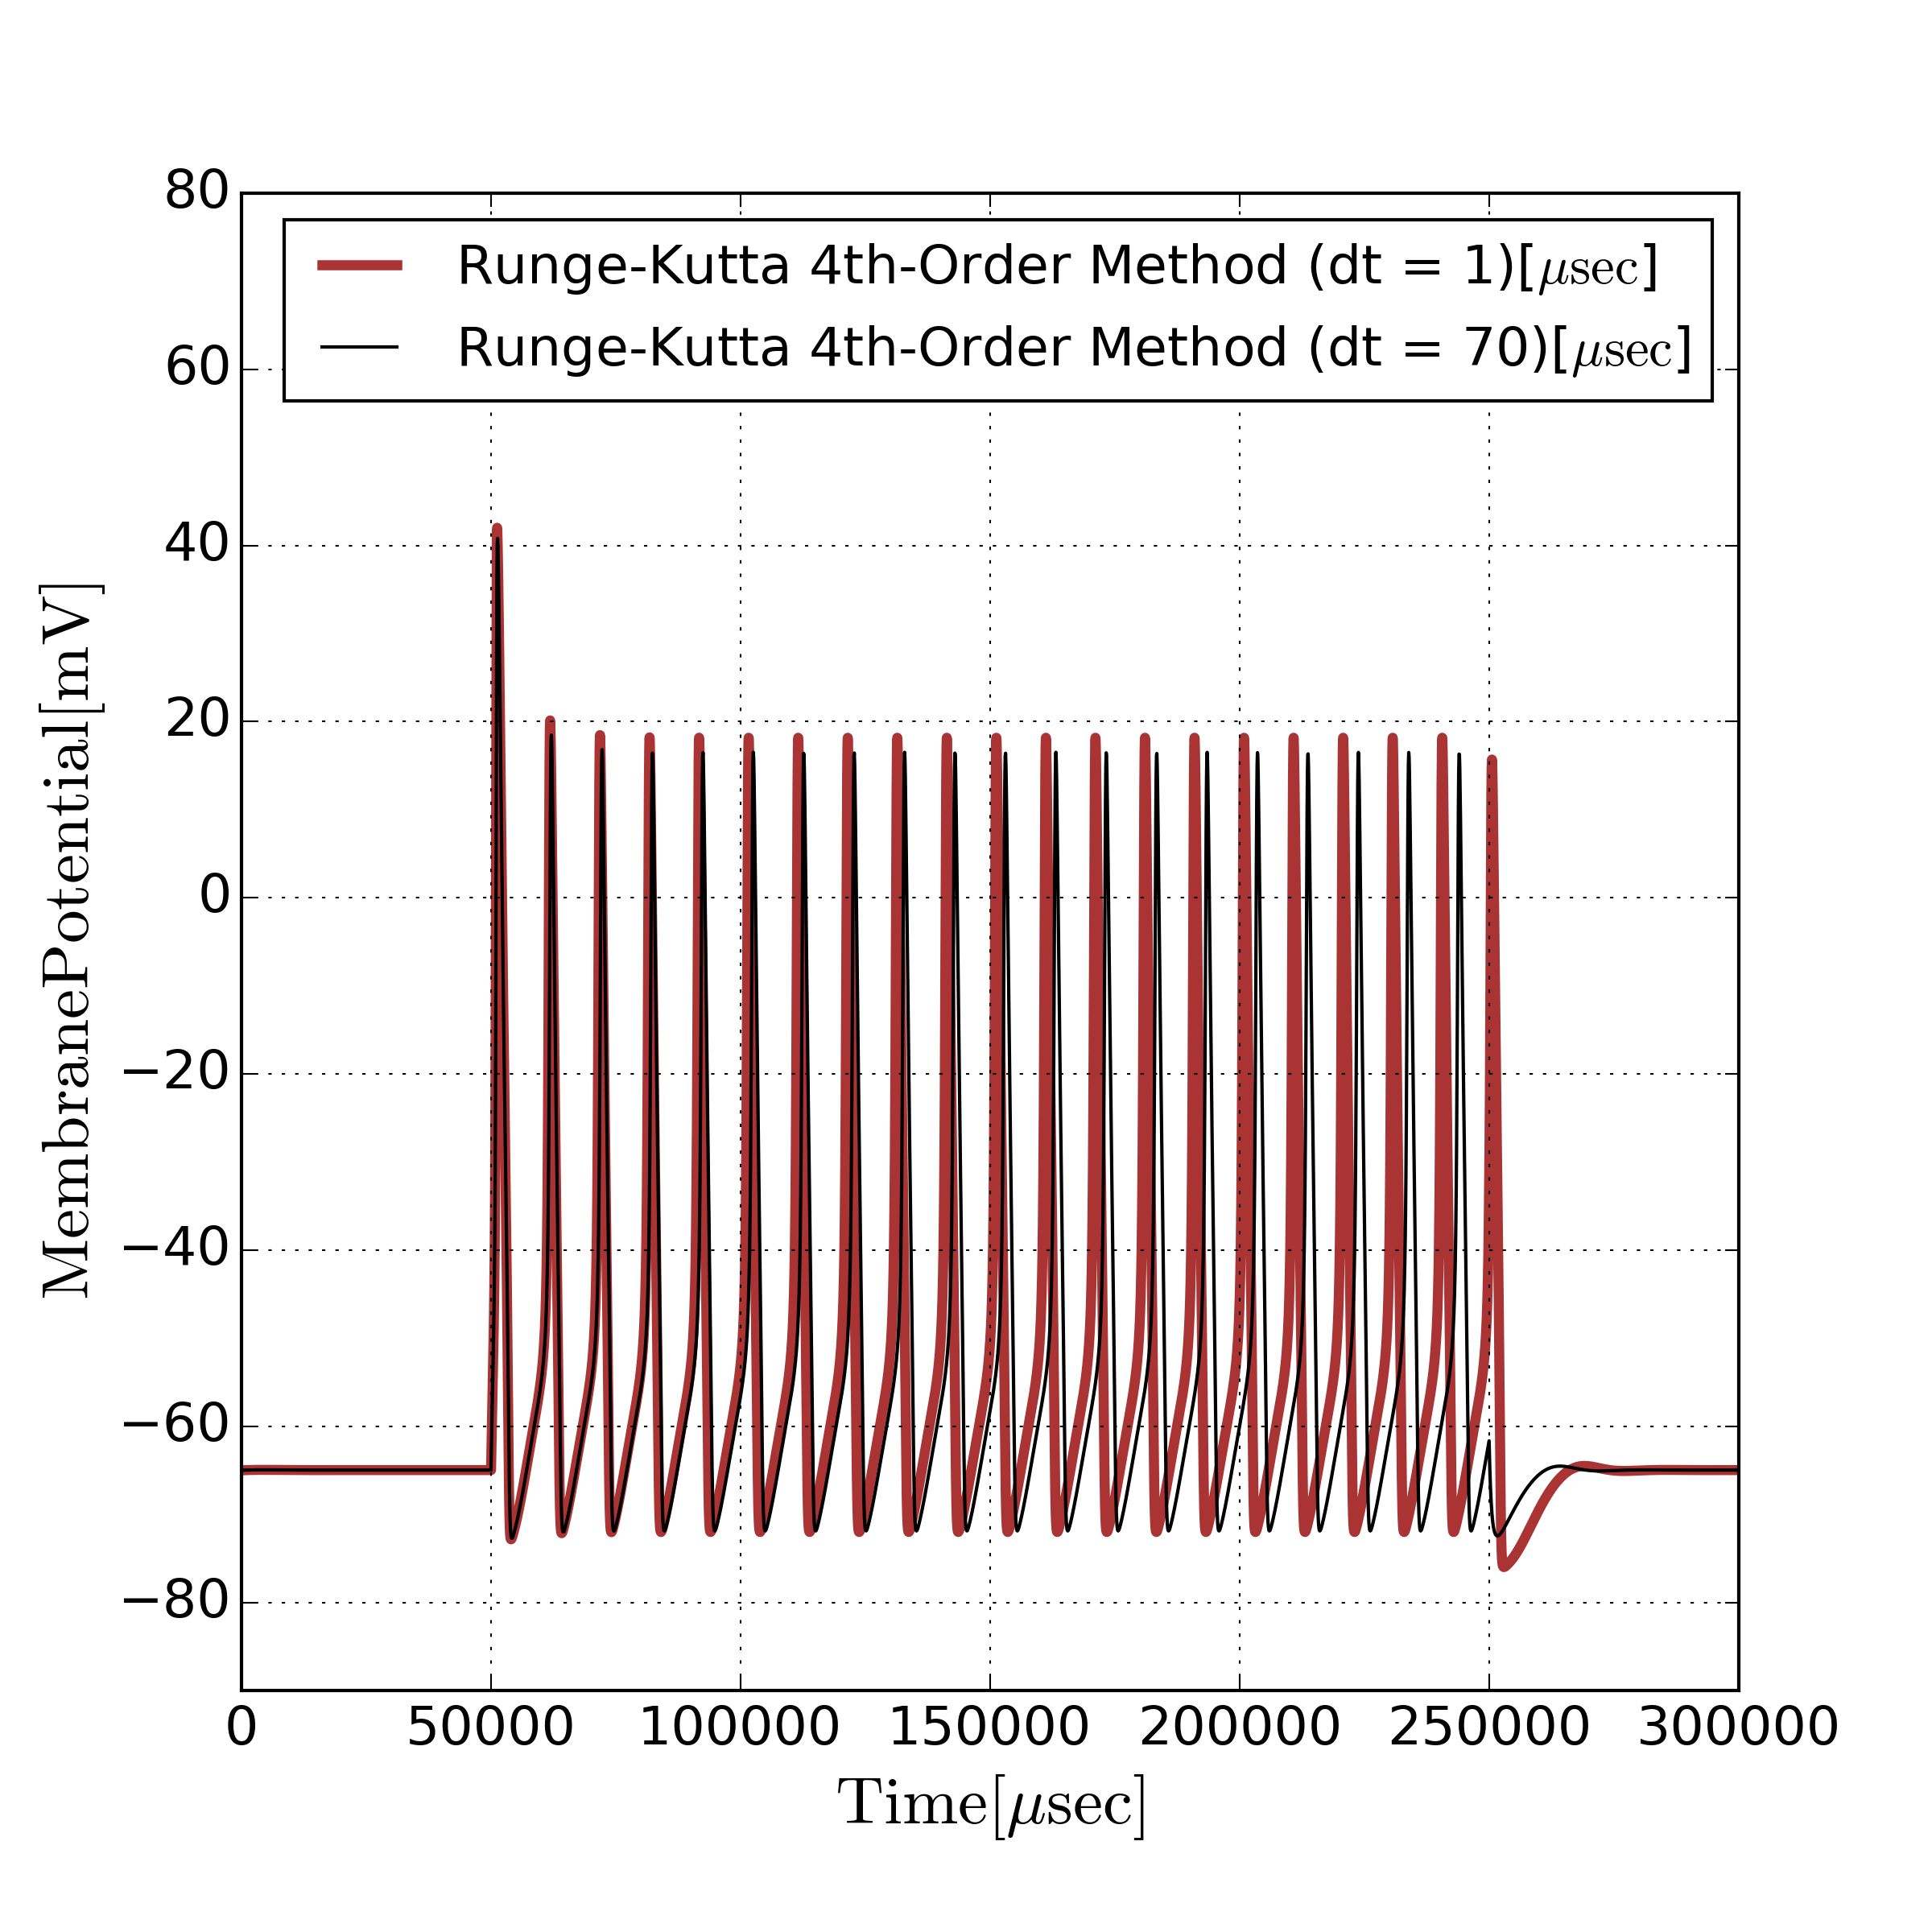 Runge-Kutta 4th-Order Method (dt = 1)[μsec]
Runge-Kutta 4th-Order Method (dt = 70)[μsec]
80
60
40
20
0
−20
−40
−60
−80
MembranePotential[mV]
0 50000 100000 150000 200000 250000 300000
Time[μsec]